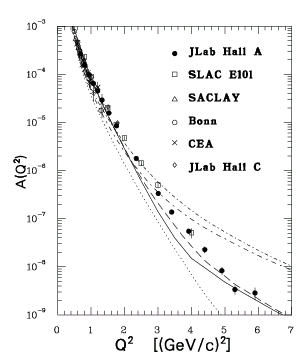 10⁻³
10⁻⁴
10⁻⁵
10⁻⁶
10⁻⁷
10⁻⁸
10⁻⁹
A(Q²)
JLab Hall A
SLAC E101
SACLAY
Bonn
CEA
JLab Hall C
0 1 2 3 4 5 6 7
Q² [(GeV/c)²]